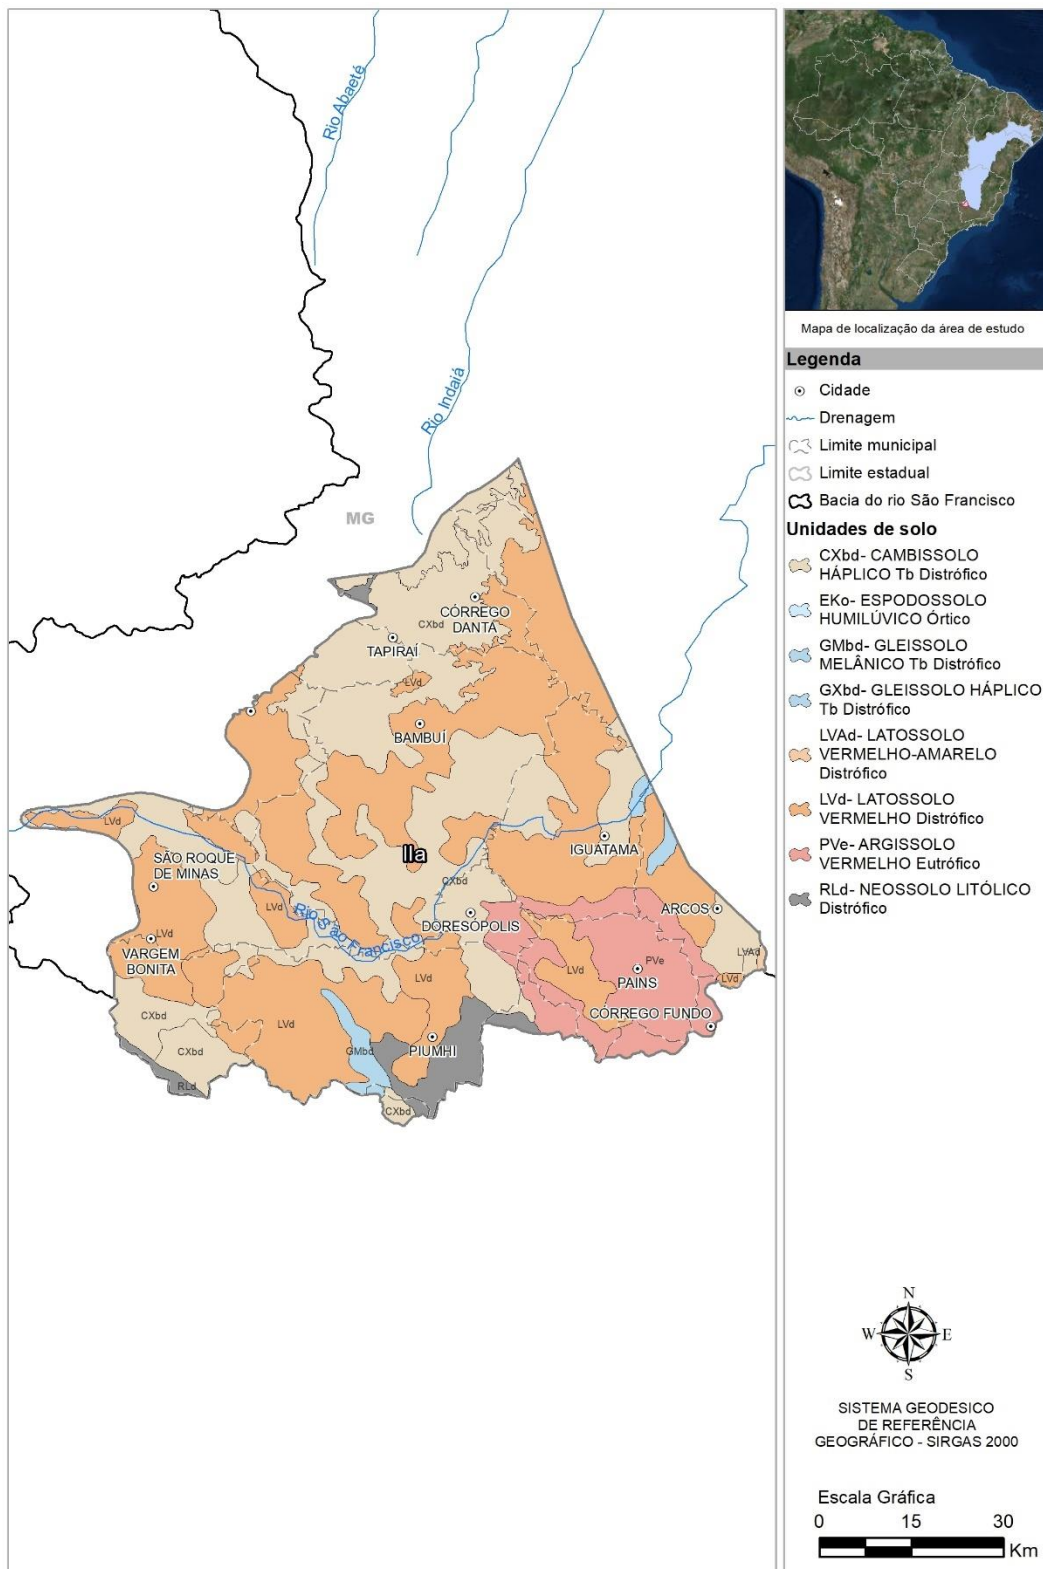 Rio Abaeté
Rio Indaiá
MG
CXbd
CÓRREGO
DANTA
TAPIRAÍ
LVd
BAMBUÍ
LVd
IIa
IGUATAMA
SÃO ROQUE
DE MINAS
CXbd
LVd
Rio São Francisco
DORESÓPOLIS
ARCOS
LVd
VARGEM
BONITA
LVd
LVd
PVe
PAINS
LVAd
LVd
CXbd
LVd
CÓRREGO FUNDO
CXbd
GMbd
PIUMHI
RLd
CXbd
Mapa de localização da área de estudo
Legenda
Cidade
Drenagem
Limite municipal
Limite estadual
Bacia do rio São Francisco
Unidades de solo
CXbd- CAMBISSOLO
HÁPLICO Tb Distrófico
EKo- ESPODOSSOLO
HUMILÚVICO Órtico
GMbd- GLEISSOLO
MELÂNICO Tb Distrófico
GXbd- GLEISSOLO HÁPLICO
Tb Distrófico
LVAd- LATOSSOLO
VERMELHO-AMARELO
Distrófico
LVd- LATOSSOLO
VERMELHO Distrófico
PVe- ARGISSOLO
VERMELHO Eutrófico
RLd- NEOSSOLO LITÓLICO
Distrófico
N
W E
S
SISTEMA GEODESICO
DE REFERÊNCIA
GEOGRÁFICO - SIRGAS 2000
Escala Gráfica
0 15 30
Km